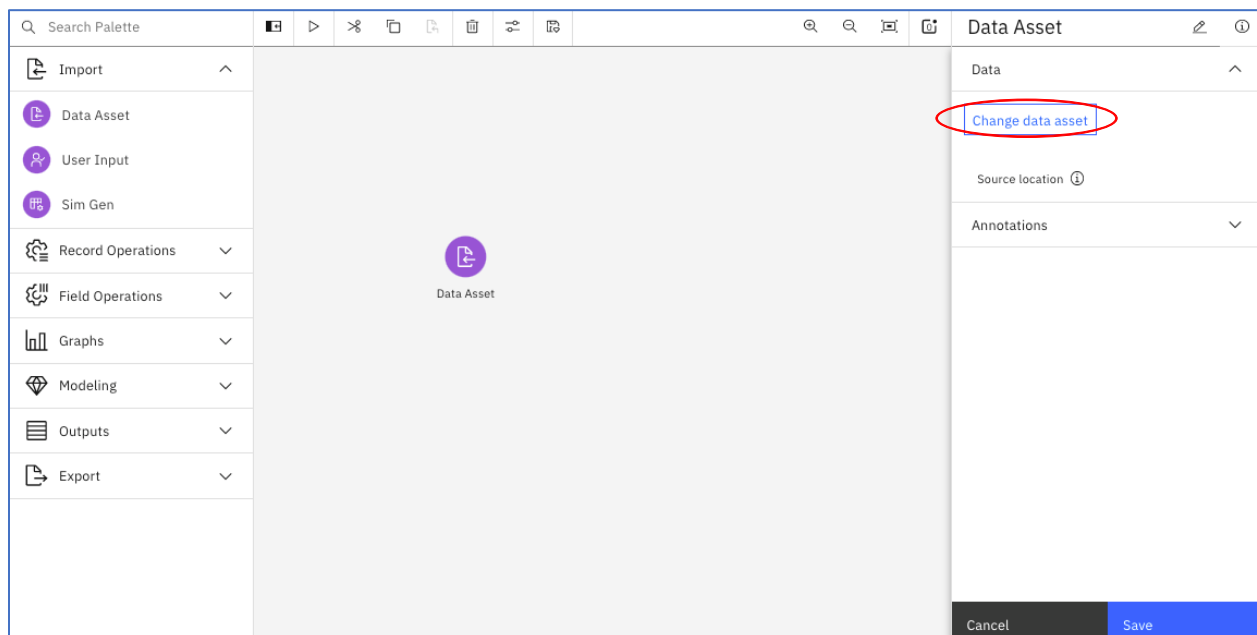 Search Palette
Data Asset
Import
Data
Data Asset
Change data asset
User Input
Source location
Sim Gen
Annotations
Record Operations
Data Asset
Field Operations
Graphs
Modeling
Outputs
Export
Cancel
Save